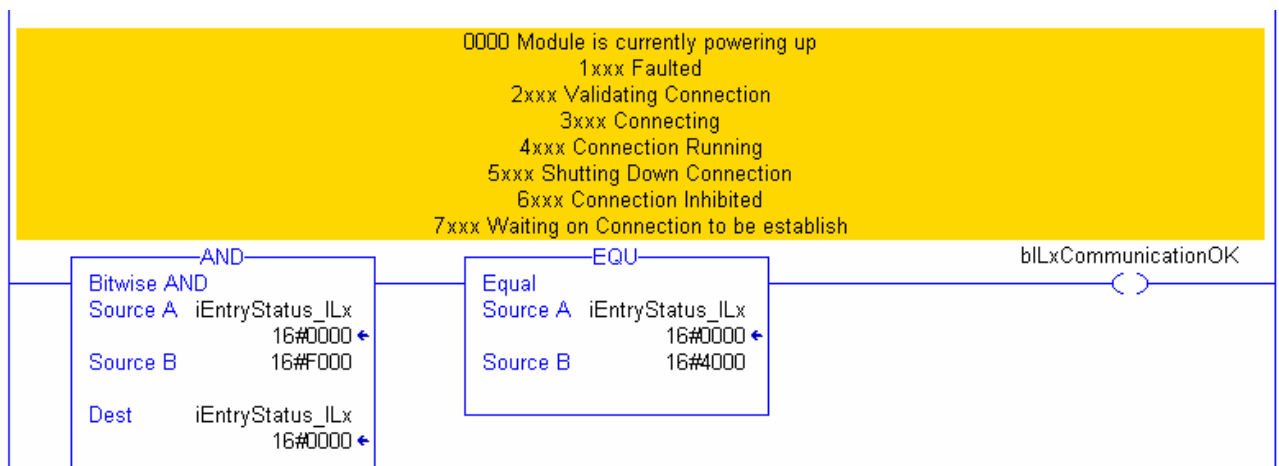 0000 Module is currently powering up
1xxx Faulted
2xxx Validating Connection
3xxx Connecting
4xxx Connection Running
5xxx Shutting Down Connection
6xxx Connection Inhibited
7xxx Waiting on Connection to be establish
AND
Bitwise AND
Source A iEntryStatus_ILx
16#0000
Source B 16#F000
Dest iEntryStatus_ILx
16#0000
EQU
Equal
Source A iEntryStatus_ILx
16#0000
Source B 16#4000
bILxCommunicationOK